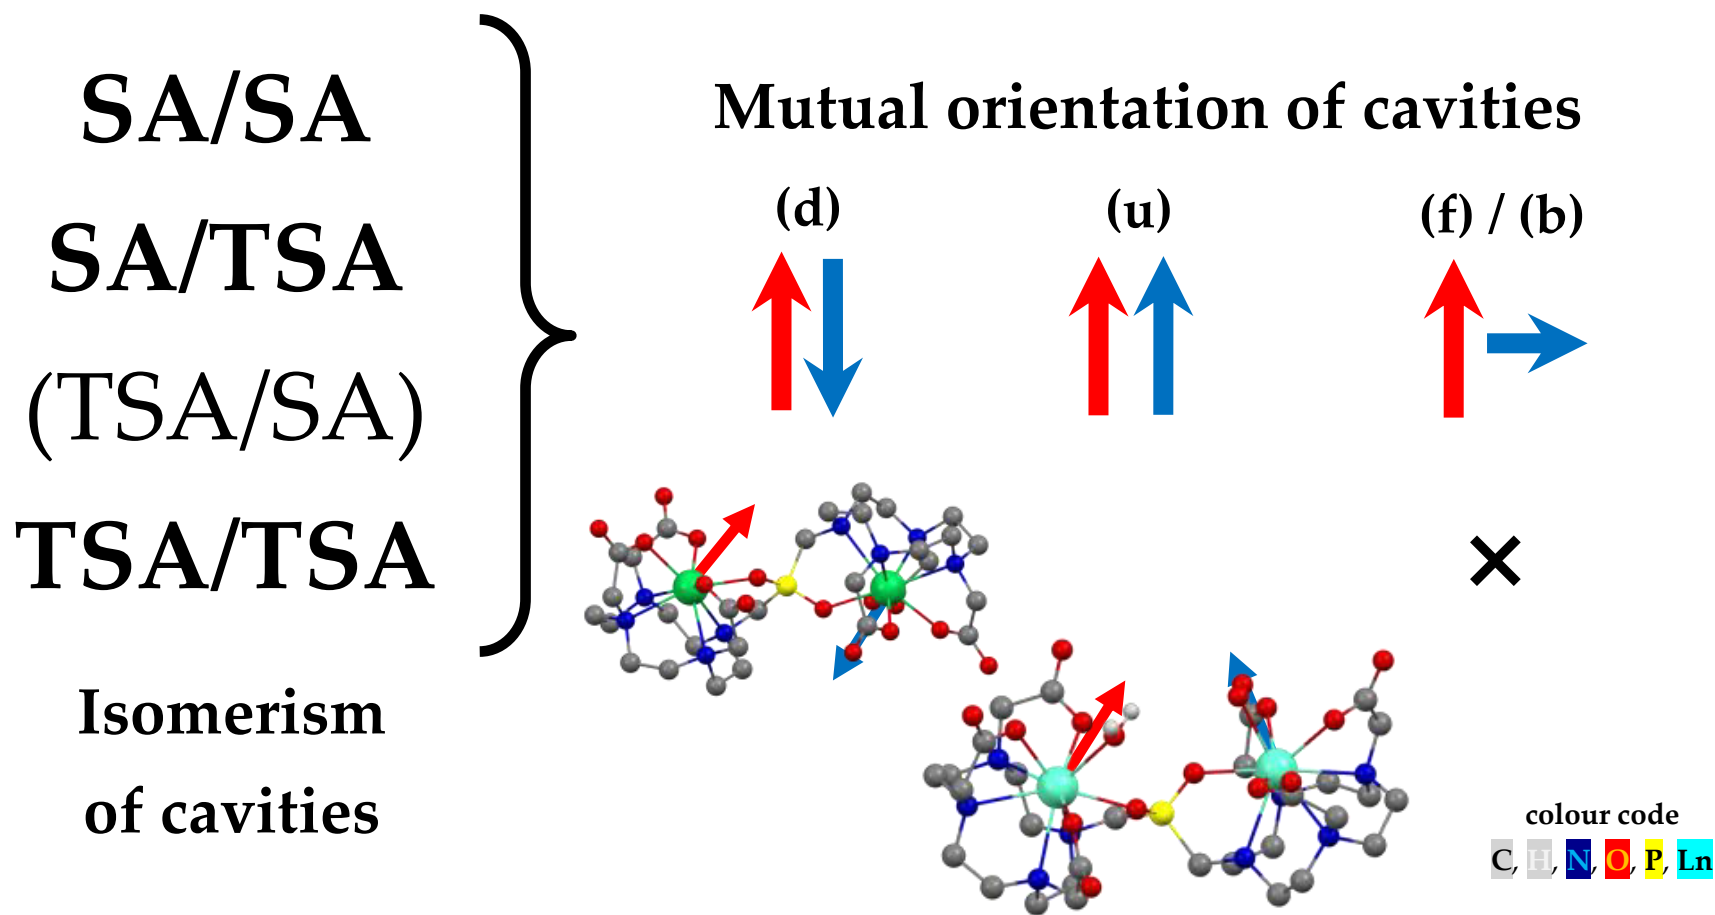 SA/SA
SA/TSA
(TSA/SA)
TSA/TSA
Isomerism
of cavities
Mutual orientation of cavities
(d)
(u)
(f) / (b)
colour code
C, H, N, O, P, Ln